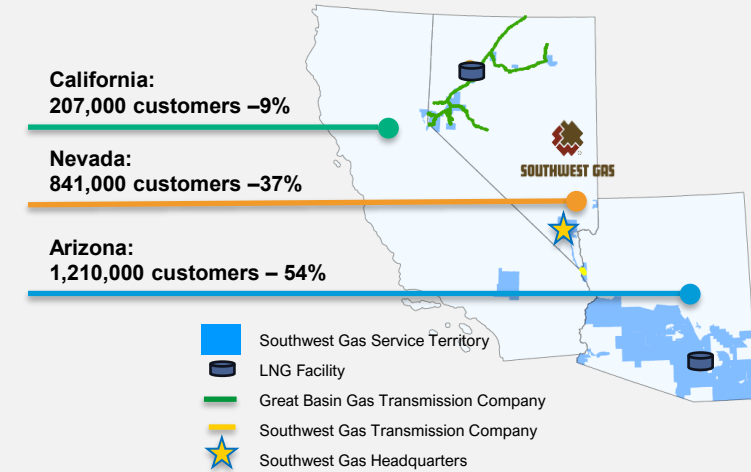 California:
207,000 customers –9%
Nevada:
841,000 customers –37%
SOUTHWEST GAS
Arizona:
1,210,000 customers – 54%
Southwest Gas Service Territory
LNG Facility
Great Basin Gas Transmission Company
Southwest Gas Transmission Company
Southwest Gas Headquarters